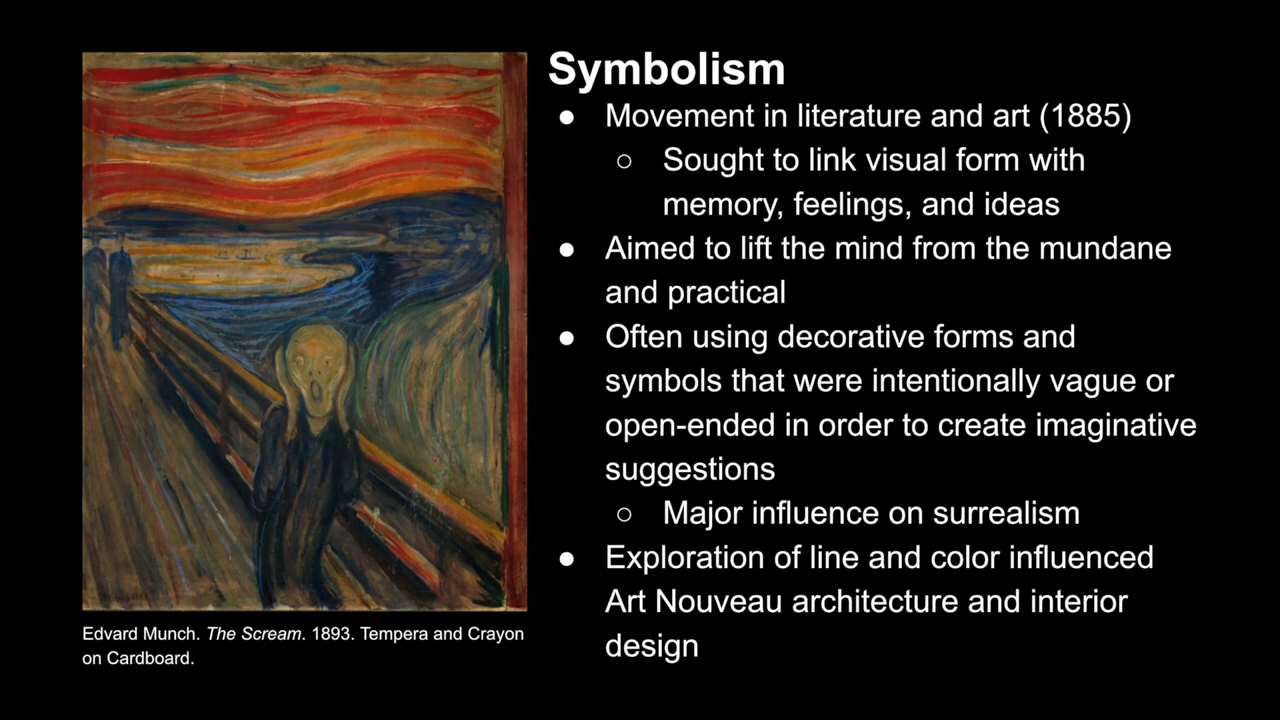 Symbolism
● Movement in literature and art (1885)
○ Sought to link visual form with
memory, feelings, and ideas
● Aimed to lift the mind from the mundane
and practical
● Often using decorative forms and
symbols that were intentionally vague or
open-ended in order to create imaginative
suggestions
○ Major influence on surrealism
● Exploration of line and color influenced
Art Nouveau architecture and interior
design
Edvard Munch. The Scream. 1893. Tempera and Crayon
on Cardboard.